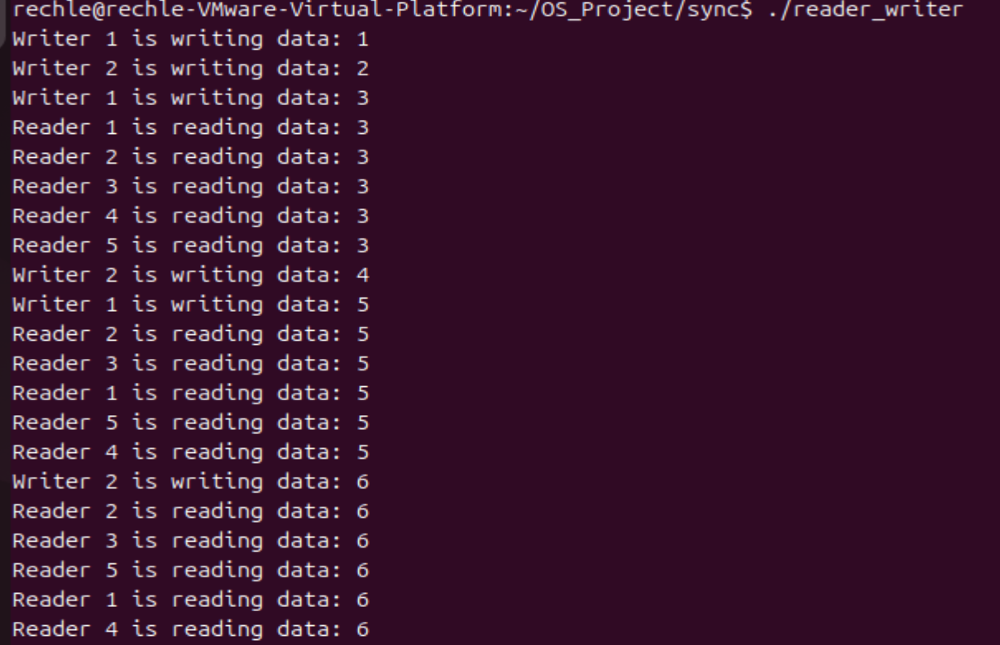 rechle@rechle-VMware-Virtual-Platform:~/OS_Project/sync$ ./reader_writer
Writer 1 is writing data: 1
Writer 2 is writing data: 2
Writer 1 is writing data: 3
Reader 1 is reading data: 3
Reader 2 is reading data: 3
Reader 3 is reading data: 3
Reader 4 is reading data: 3
Reader 5 is reading data: 3
Writer 2 is writing data: 4
Writer 1 is writing data: 5
Reader 2 is reading data: 5
Reader 3 is reading data: 5
Reader 1 is reading data: 5
Reader 5 is reading data: 5
Reader 4 is reading data: 5
Writer 2 is writing data: 6
Reader 2 is reading data: 6
Reader 3 is reading data: 6
Reader 5 is reading data: 6
Reader 1 is reading data: 6
Reader 4 is reading data: 6